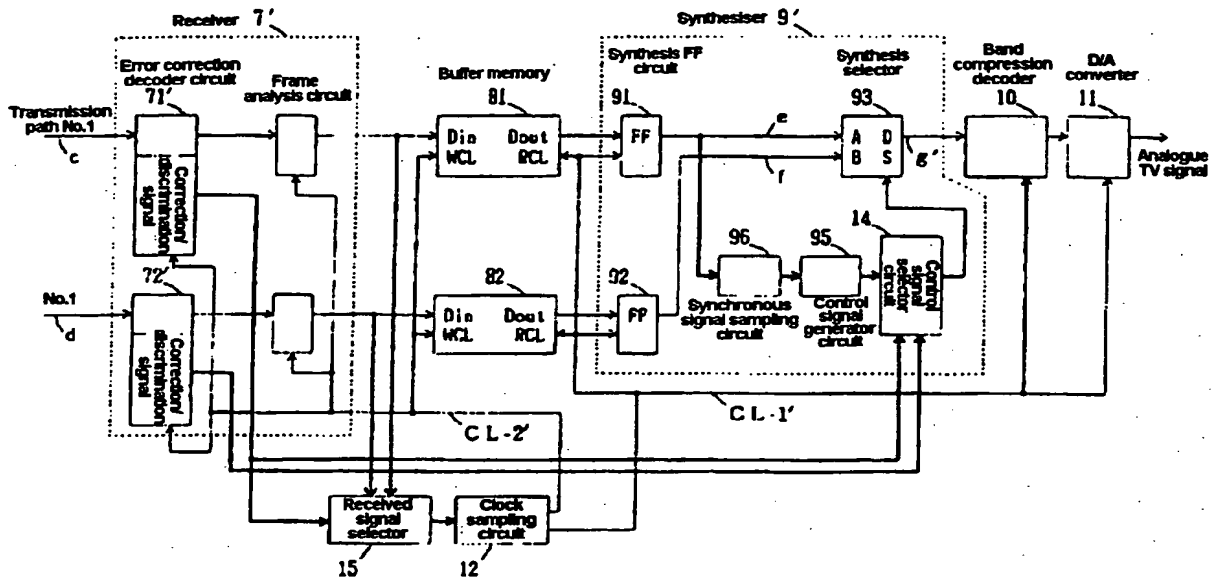 Receiver 7'
Synthesiser 9'
Error correction
decoder circuit
71'
Frame
analysis circuit
Buffer memory
81
Synthesis FF
circuit
91
Synthesis
selector
93
Band
compression
decoder
10
D/A
converter
11
Transmission
path No.1
c
Din Dout
WCL RCL
FF
e
f
A D
B S
g'
Analogue
TV signal
Correction/
discrimination
signal
72'
No.1
d
82
Din Dout
WCL RCL
92
FF
96
Synchronous
signal sampling
circuit
95
Control
signal
generator
circuit
14
Control
signal
selector
circuit
Correction/
discrimination
signal
CL-2'
CL-1'
Received
signal
selector
15
Clock
sampling
circuit
12